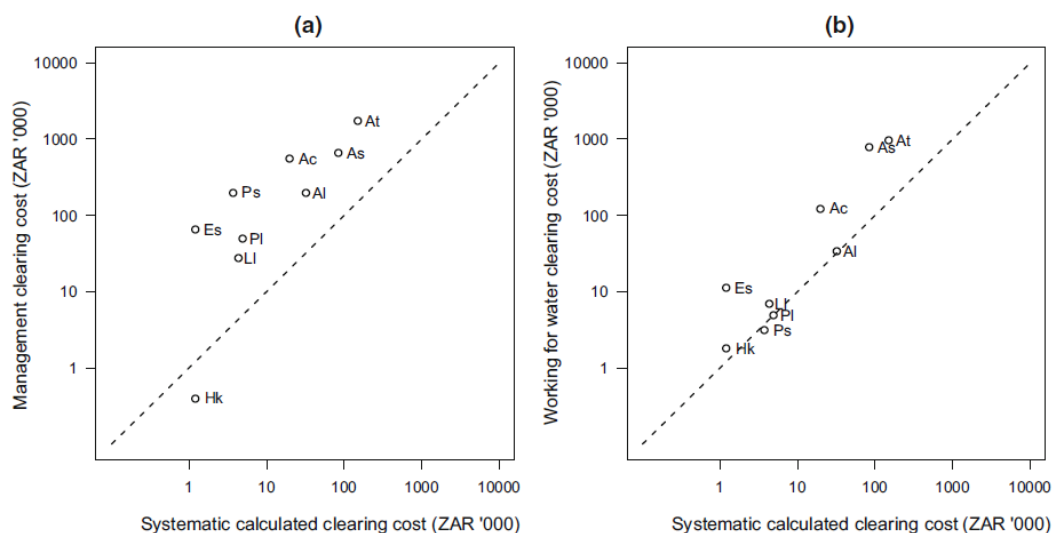 (a)
Management clearing cost (ZAR '000)
10000
1000
100
10
1
At
As
Ac
Al
Ps
Es
Pl
Ll
Hk
1
10
100
1000
10000
Systematic calculated clearing cost (ZAR '000)
(b)
Working for water clearing cost (ZAR '000)
10000
1000
100
10
1
At
As
Ac
Al
Es
Ll
Pl
Ps
Hk
1
10
100
1000
10000
Systematic calculated clearing cost (ZAR '000)